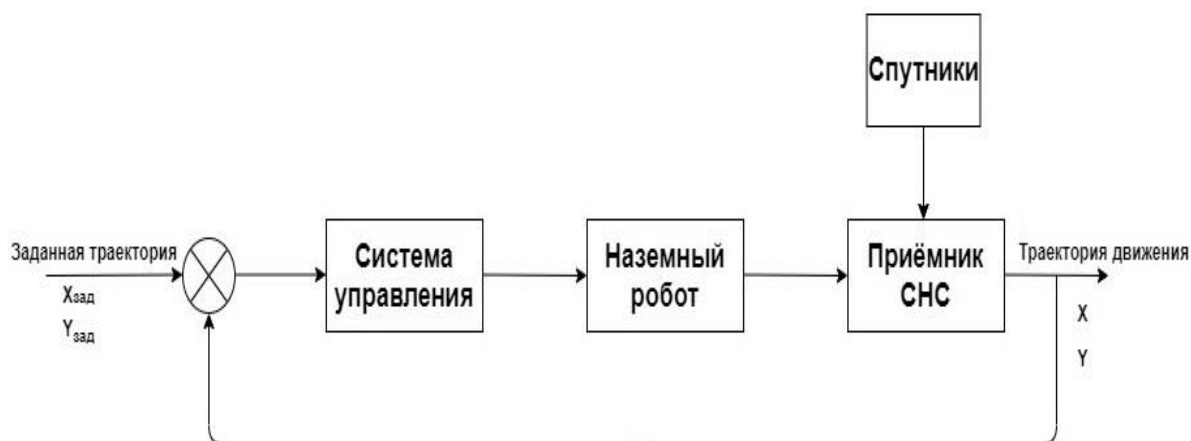 Спутники
Заданная траектория
Xзад
Yзад
Система
управления
Наземный
робот
Приёмник
СНС
Траектория движения
X
Y